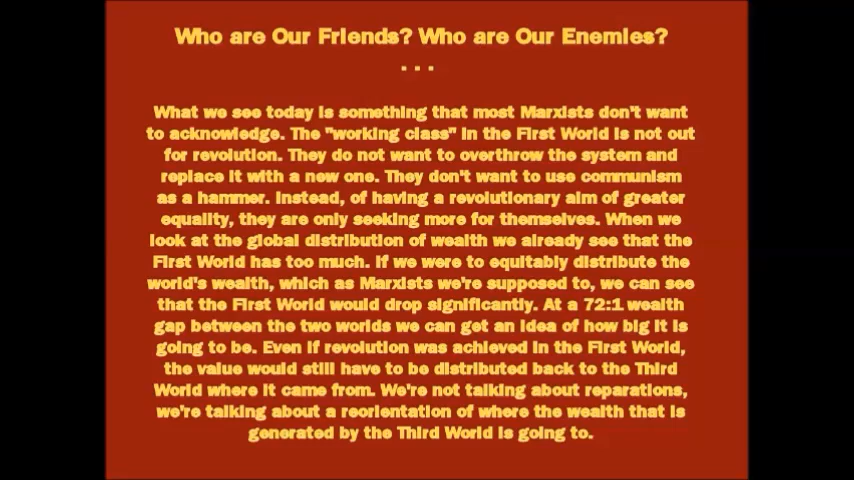 Who are Our Friends? Who are Our Enemies?
. . .
What we see today is something that most Marxists don't want
to acknowledge. The "working class" in the First World is not out
for revolution. They do not want to overthrow the system and
replace it with a new one. They don't want to use communism
as a hammer. Instead, of having a revolutionary aim of greater
equality, they are only seeking more for themselves. When we
look at the global distribution of wealth we already see that the
First World has too much. If we were to equitably distribute the
world's wealth, which as Marxists we're supposed to, we can see
that the First World would drop significantly. At a 72:1 wealth
gap between the two worlds we can get an idea of how big it is
going to be. Even if revolution was achieved in the First World,
the value would still have to be distributed back to the Third
World where it came from. We're not talking about reparations,
we're talking about a reorientation of where the wealth that is
generated by the Third World is going to.